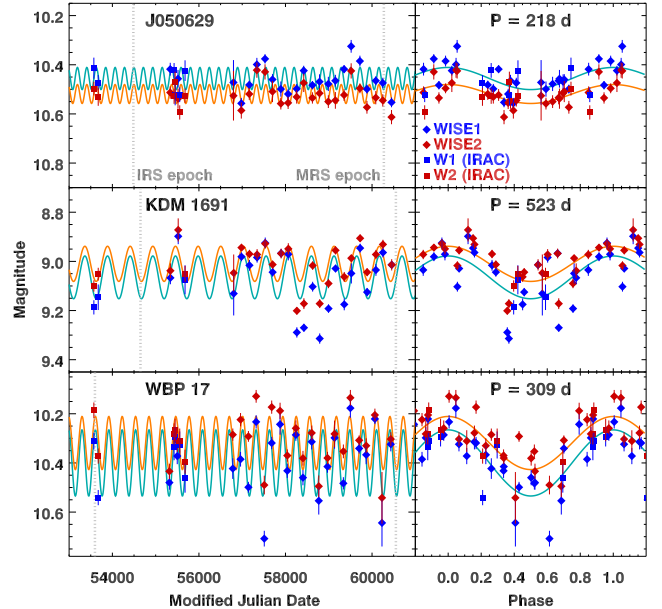 J050629
P = 218 d
10.2
10.4
10.6
10.8
WISE1
WISE2
W1 (IRAC)
W2 (IRAC)
IRS epoch
MRS epoch
KDM 1691
P = 523 d
8.8
9.0
9.2
9.4
Magnitude
WBP 17
P = 309 d
10.2
10.4
10.6
54000
56000
58000
60000
0.0
0.2
0.4
0.6
0.8
1.0
Modified Julian Date
Phase